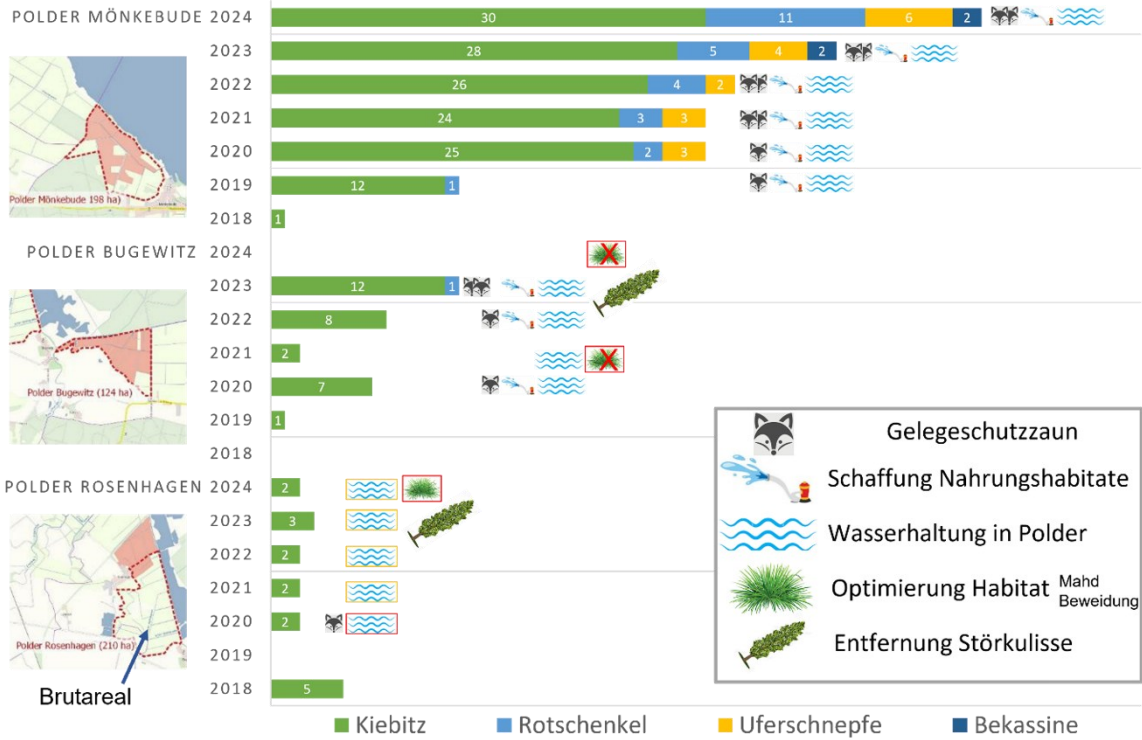 POLDER MÖNKEBUDE 2024 30 11 6 2
2023 28 5 4 2
2022 26 4 2
2021 24 3 3
2020 25 2 3
2019 12 1
2018 1
Polder Mönkebude 198 ha)
POLDER BUGEWITZ 2024
2023 12 1
2022 8
2021 2
2020 7
2019 1
2018
Polder Bugewitz (124 ha)
POLDER ROSENHAGEN 2024 2
2023 3
2022 2
2021 2
2020 2
2019
2018 5
Polder Rosenhagen (210 ha)
Brutareal
Gelegeschutzzaun
Schaffung Nahrungshabitate
Wasserhaltung in Polder
Optimierung Habitat Mahd
Beweidung
Entfernung Störkulisse
Kiebitz Rotschenkel Uferschnepfe Bekassine